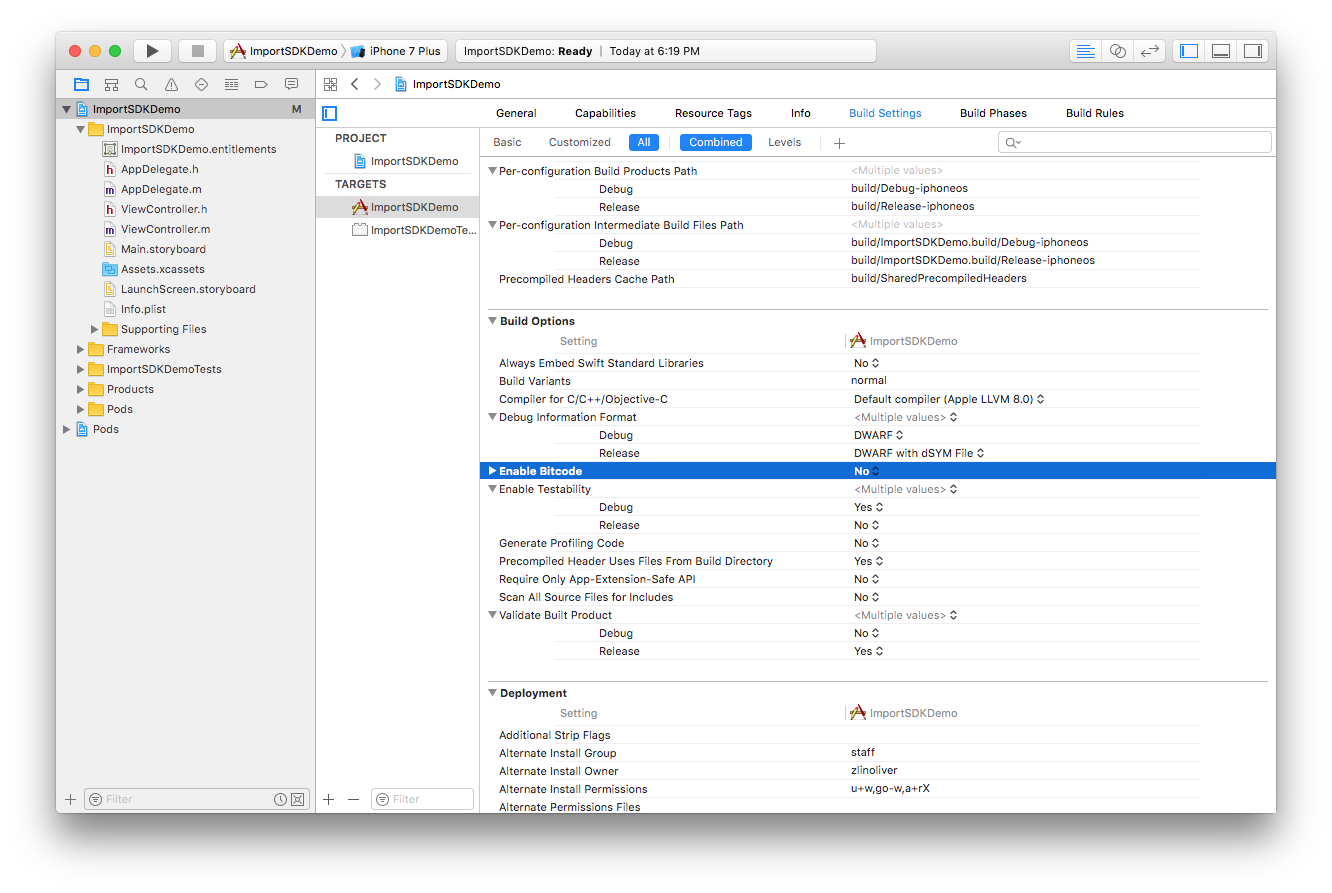 ImportSDKDemo iPhone 7 Plus ImportSDKDemo: Ready | Today at 6:19 PM
ImportSDKDemo
ImportSDKDemo M
ImportSDKDemo
ImportSDKDemo.entitlements
AppDelegate.h
AppDelegate.m
ViewController.h
ViewController.m
Main.storyboard
Assets.xcassets
LaunchScreen.storyboard
Info.plist
Supporting Files
Frameworks
ImportSDKDemoTests
Products
Pods
Pods
Filter
General Capabilities Resource Tags Info Build Settings Build Phases Build Rules
PROJECT
ImportSDKDemo
TARGETS
ImportSDKDemo
ImportSDKDemoTe...
Filter
Basic Customized All Combined Levels
Per-configuration Build Products Path <Multiple values>
Debug build/Debug-iphoneos
Release build/Release-iphoneos
Per-configuration Intermediate Build Files Path <Multiple values>
Debug build/ImportSDKDemo.build/Debug-iphoneos
Release build/ImportSDKDemo.build/Release-iphoneos
Precompiled Headers Cache Path build/SharedPrecompiledHeaders
Build Options
Setting ImportSDKDemo
Always Embed Swift Standard Libraries No
Build Variants normal
Compiler for C/C++/Objective-C Default compiler (Apple LLVM 8.0)
Debug Information Format <Multiple values>
Debug DWARF
Release DWARF with dSYM File
Enable Bitcode No
Enable Testability <Multiple values>
Debug Yes
Release No
Generate Profiling Code No
Precompiled Header Uses Files From Build Directory Yes
Require Only App-Extension-Safe API No
Scan All Source Files for Includes No
Validate Built Product <Multiple values>
Debug No
Release Yes
Deployment
Setting ImportSDKDemo
Additional Strip Flags
Alternate Install Group staff
Alternate Install Owner zlinoliver
Alternate Install Permissions u+w,go-w,a+rX
Alternate Permissions Files